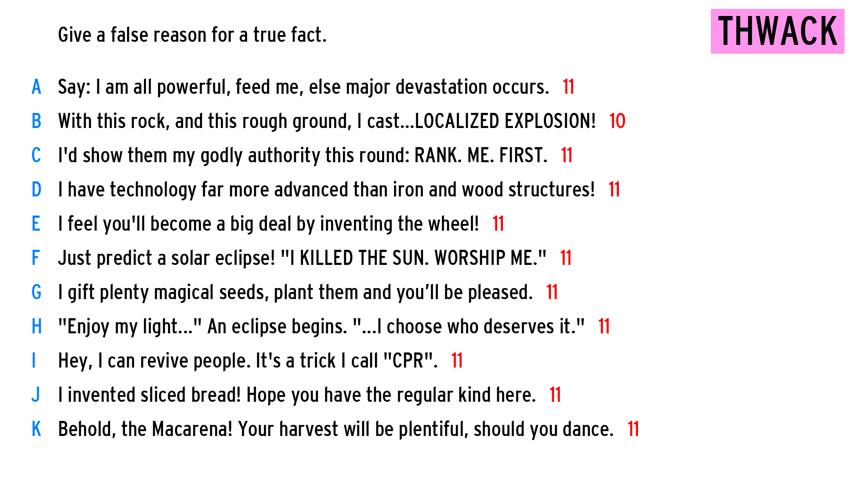 Give a false reason for a true fact.
THWACK
A Say: I am all powerful, feed me, else major devastation occurs. 11
B With this rock, and this rough ground, I cast...LOCALIZED EXPLOSION! 10
C I'd show them my godly authority this round: RANK. ME. FIRST. 11
D I have technology far more advanced than iron and wood structures! 11
E I feel you'll become a big deal by inventing the wheel! 11
F Just predict a solar eclipse! "I KILLED THE SUN. WORSHIP ME." 11
G I gift plenty magical seeds, plant them and you’ll be pleased. 11
H "Enjoy my light..." An eclipse begins. "...I choose who deserves it." 11
I Hey, I can revive people. It's a trick I call "CPR". 11
J I invented sliced bread! Hope you have the regular kind here. 11
K Behold, the Macarena! Your harvest will be plentiful, should you dance. 11